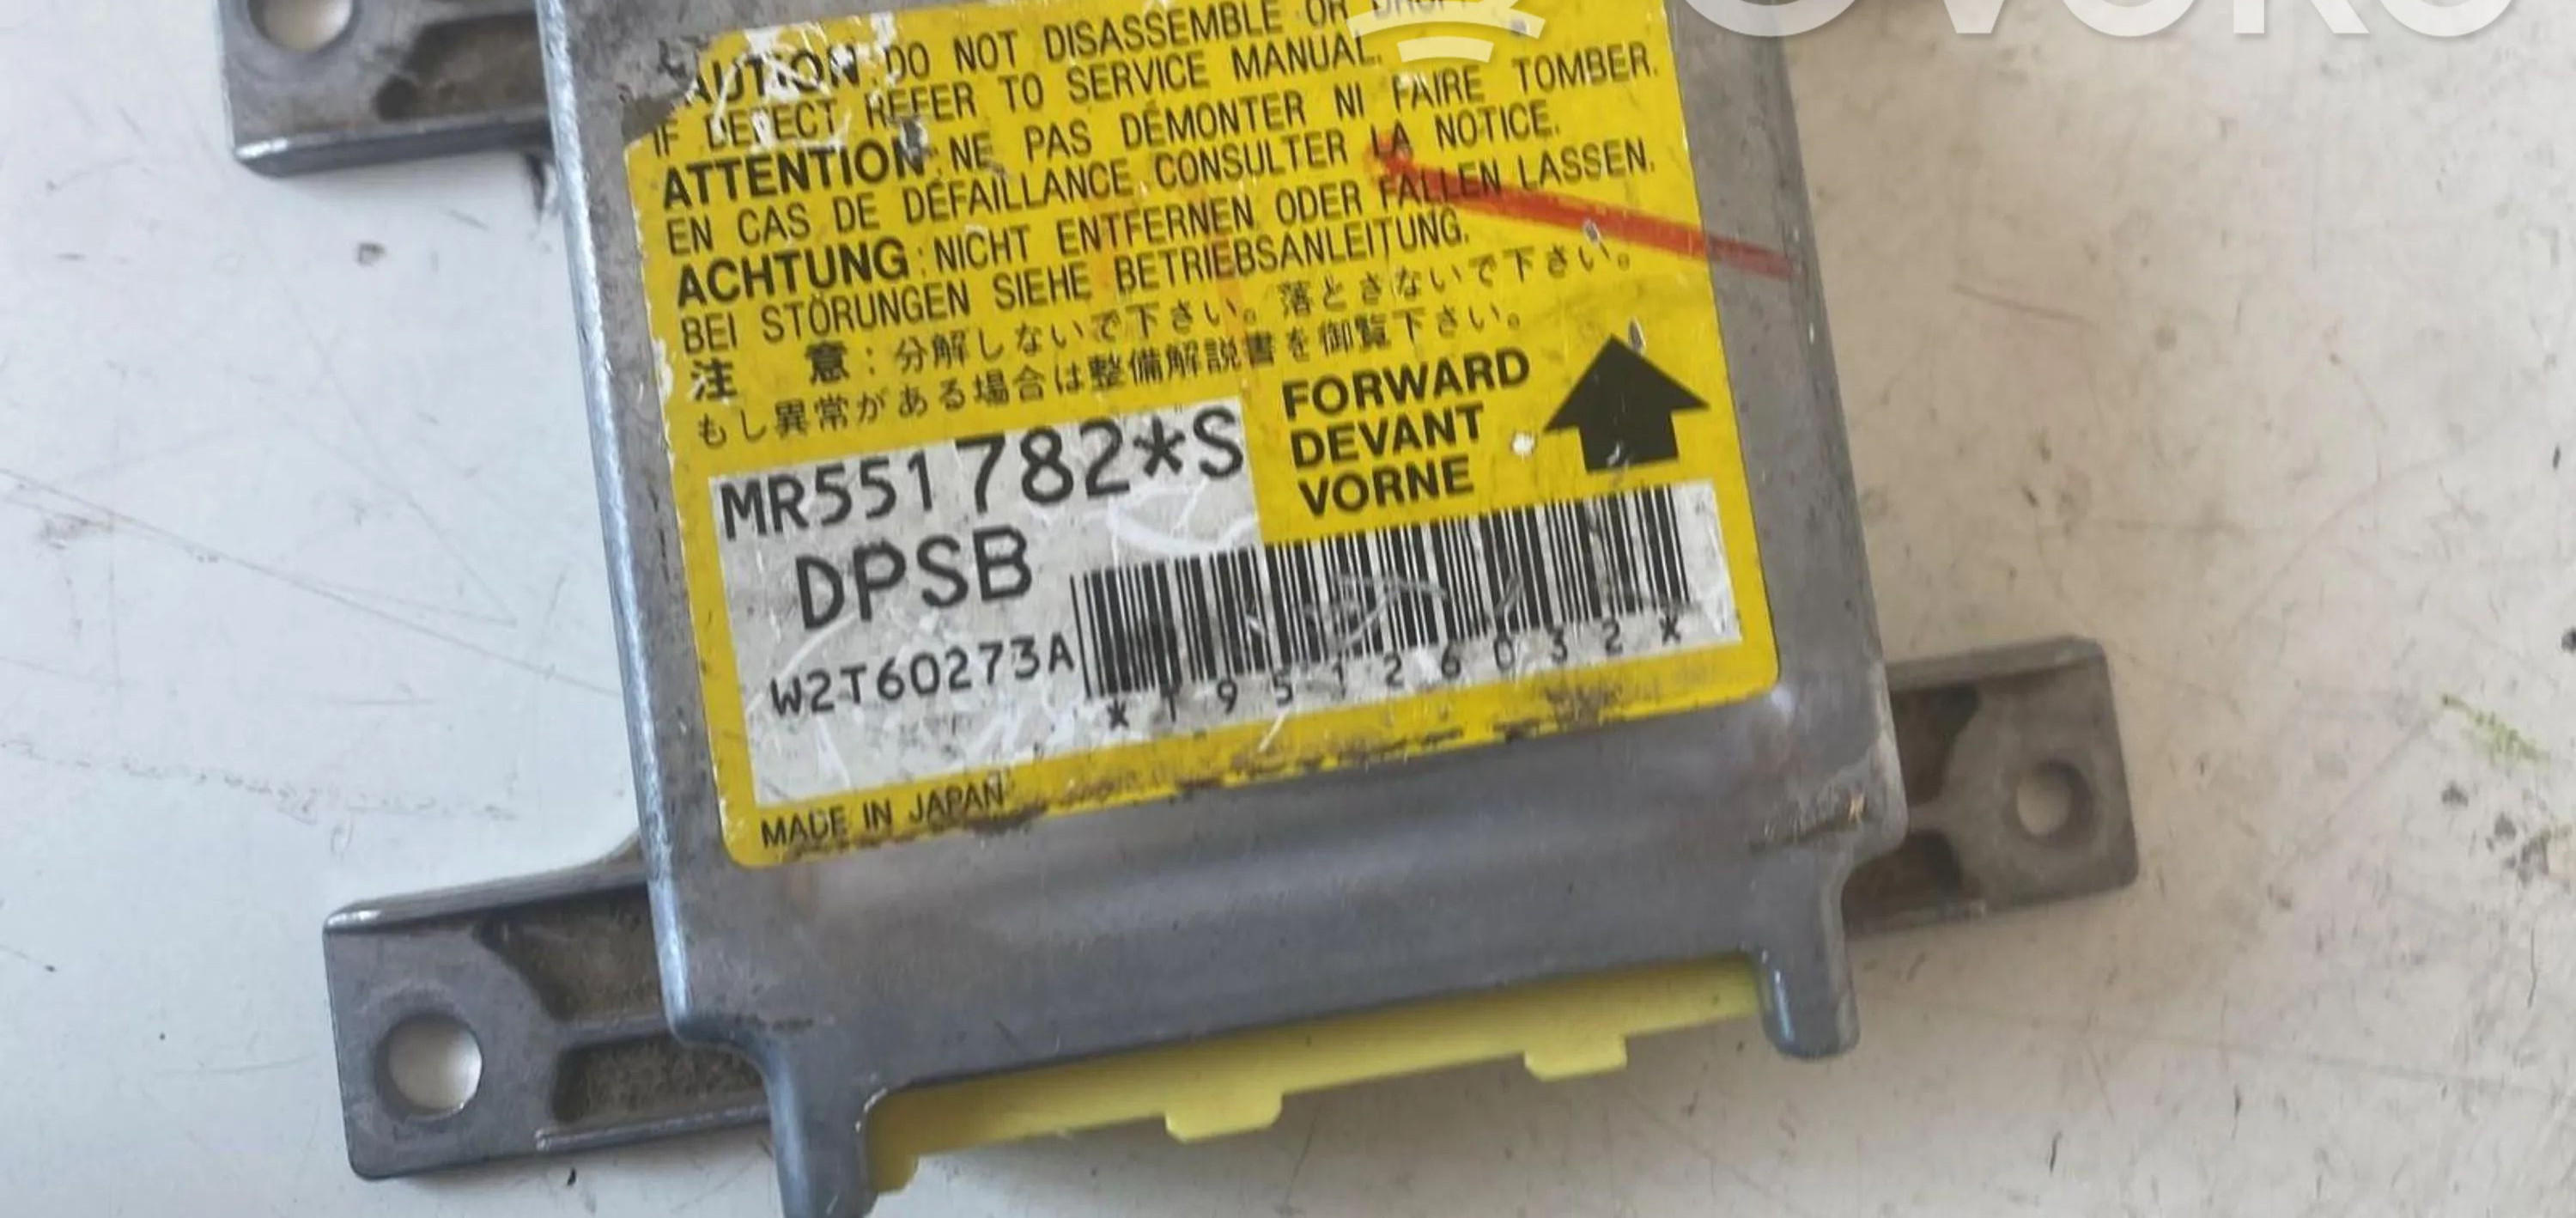 OVOKO
CAUTION:DO NOT DISASSEMBLE OR DROP.
IF DEFECT REFER TO SERVICE MANUAL.
ATTENTION:NE PAS DÉMONTER NI FAIRE TOMBER.
EN CAS DE DÉFAILLANCE CONSULTER LA NOTICE.
ACHTUNG:NICHT ENTFERNEN ODER FALLEN LASSEN.
BEI STÖRUNGEN SIEHE BETRIEBSANLEITUNG.
注 意:分解しないで下さい。落とさないで下さい。
もし異常がある場合は整備解説書を御覧下さい。
FORWARD
DEVANT
VORNE
MR551782*S
DPSB
W2T60273A
*T95126032*
MADE IN JAPAN